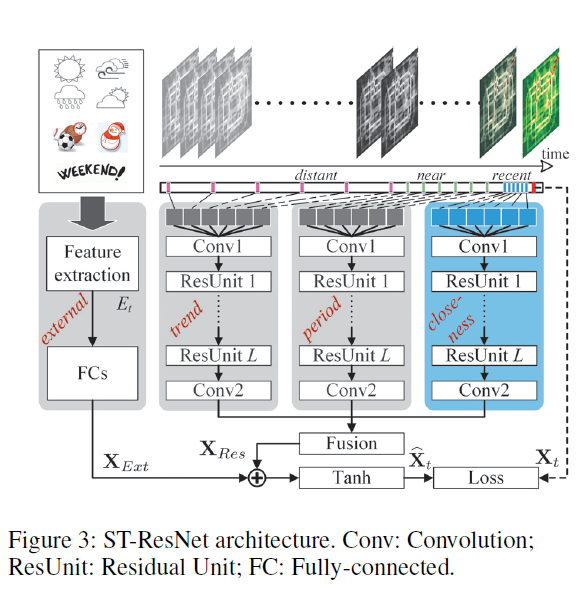 WEEKEND!
time
distant
near
recent
Feature
extraction
E_t
external
FCs
Conv1
ResUnit 1
trend
ResUnit L
Conv2
Conv1
ResUnit 1
period
ResUnit L
Conv2
Conv1
ResUnit 1
close-
ness
ResUnit L
Conv2
Fusion
X_Res
X_Ext
Tanh
X̂_t
Loss
X_t
Figure 3: ST-ResNet architecture. Conv: Convolution;
ResUnit: Residual Unit; FC: Fully-connected.